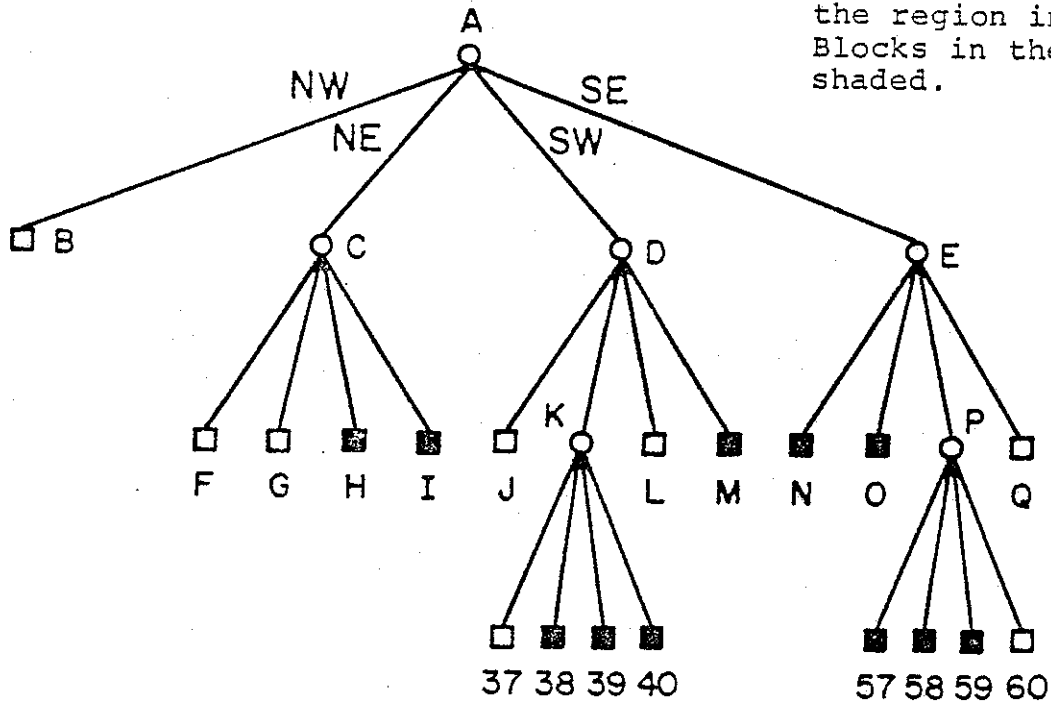 the region in
Blocks in the
shaded.
A
NW
SE
NE
SW
B
C
D
E
K
P
F G H I J L M N O Q
37 38 39 40 57 58 59 60